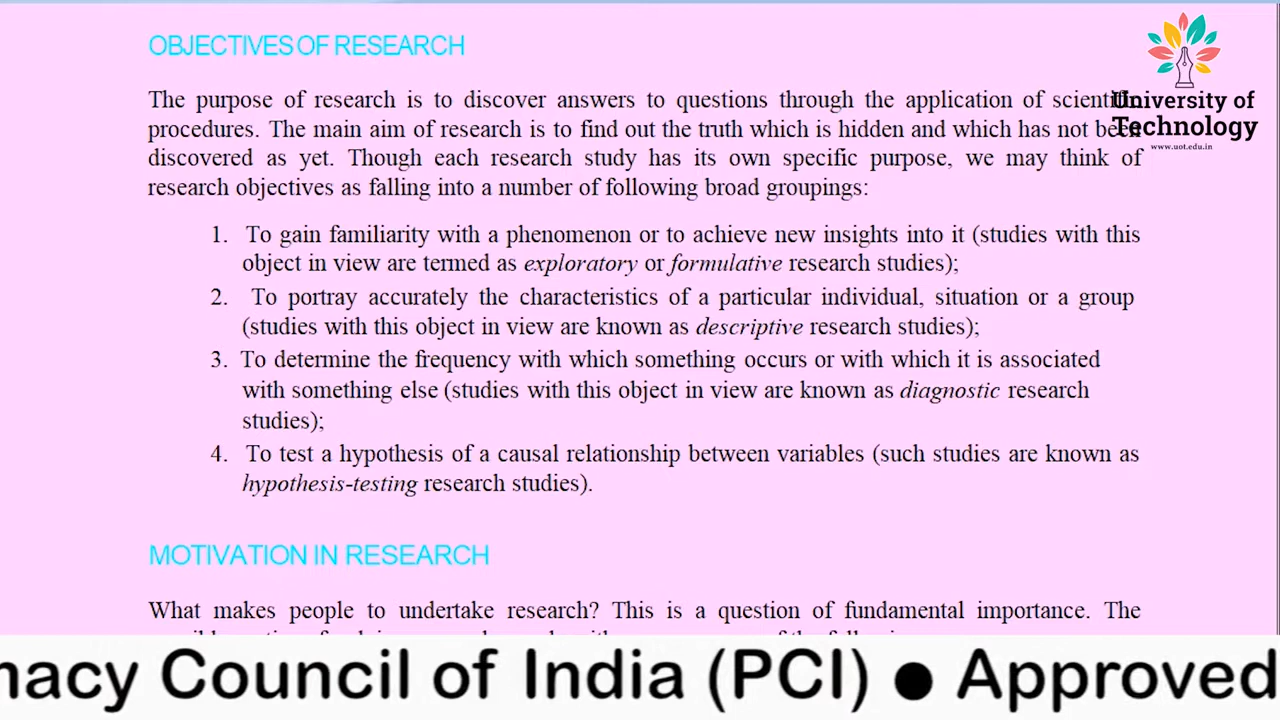 OBJECTIVES OF RESEARCH
The purpose of research is to discover answers to questions through the application of
procedures. The main aim of research is to find out the truth which is hidden and which has not been
discovered as yet. Though each research study has its own specific purpose, we may think of
research objectives as falling into a number of following broad groupings:
1. To gain familiarity with a phenomenon or to achieve new insights into it (studies with this
object in view are termed as exploratory or formulative research studies);
2. To portray accurately the characteristics of a particular individual, situation or a group
(studies with this object in view are known as descriptive research studies);
3. To determine the frequency with which something occurs or with which it is associated
with something else (studies with this object in view are known as diagnostic research
studies);
4. To test a hypothesis of a causal relationship between variables (such studies are known as
hypothesis-testing research studies).
MOTIVATION IN RESEARCH
What makes people to undertake research? This is a question of fundamental importance. The
University of
Technology
www.uot.edu.in
macy Council of India (PCI) ● Approved